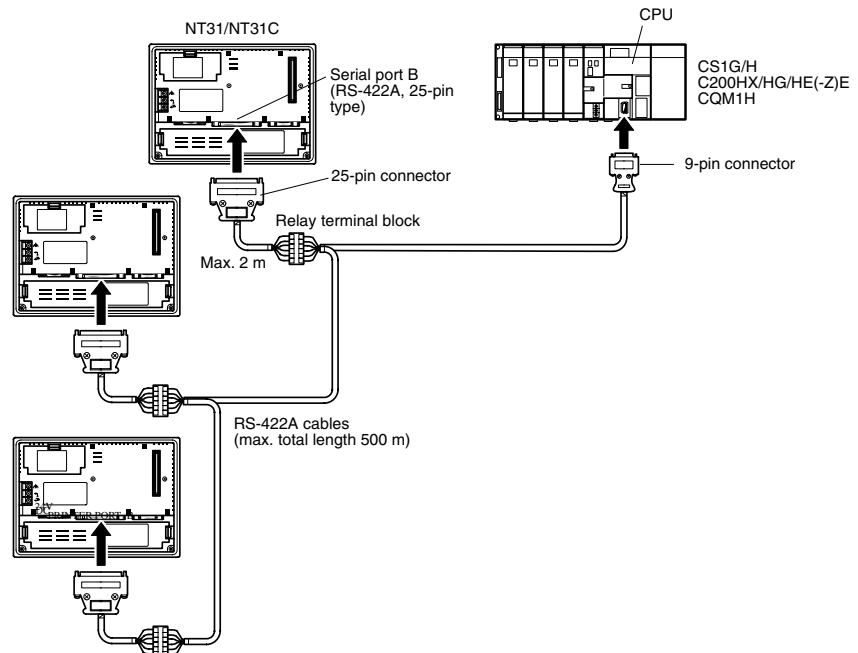 NT31/NT31C
CPU
Serial port B
(RS-422A, 25-pin
type)
CS1G/H
C200HX/HG/HE(-Z)E
CQM1H
9-pin connector
25-pin connector
Relay terminal block
Max. 2 m
RS-422A cables
(max. total length 500 m)